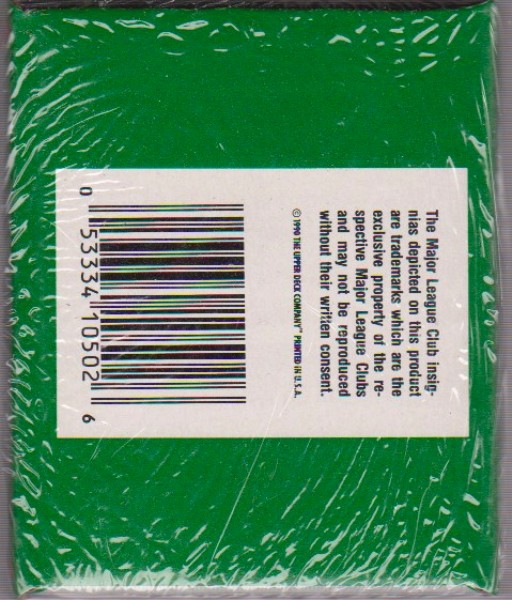 The Major League Club insig-
nias depicted on this product
are trademarks which are the
exclusive property of the re-
spective Major League Clubs
and may not be reproduced
without their written consent.
© 1990 THE UPPER DECK COMPANY™ PRINTED IN U.S.A.
0 53334 10502 6